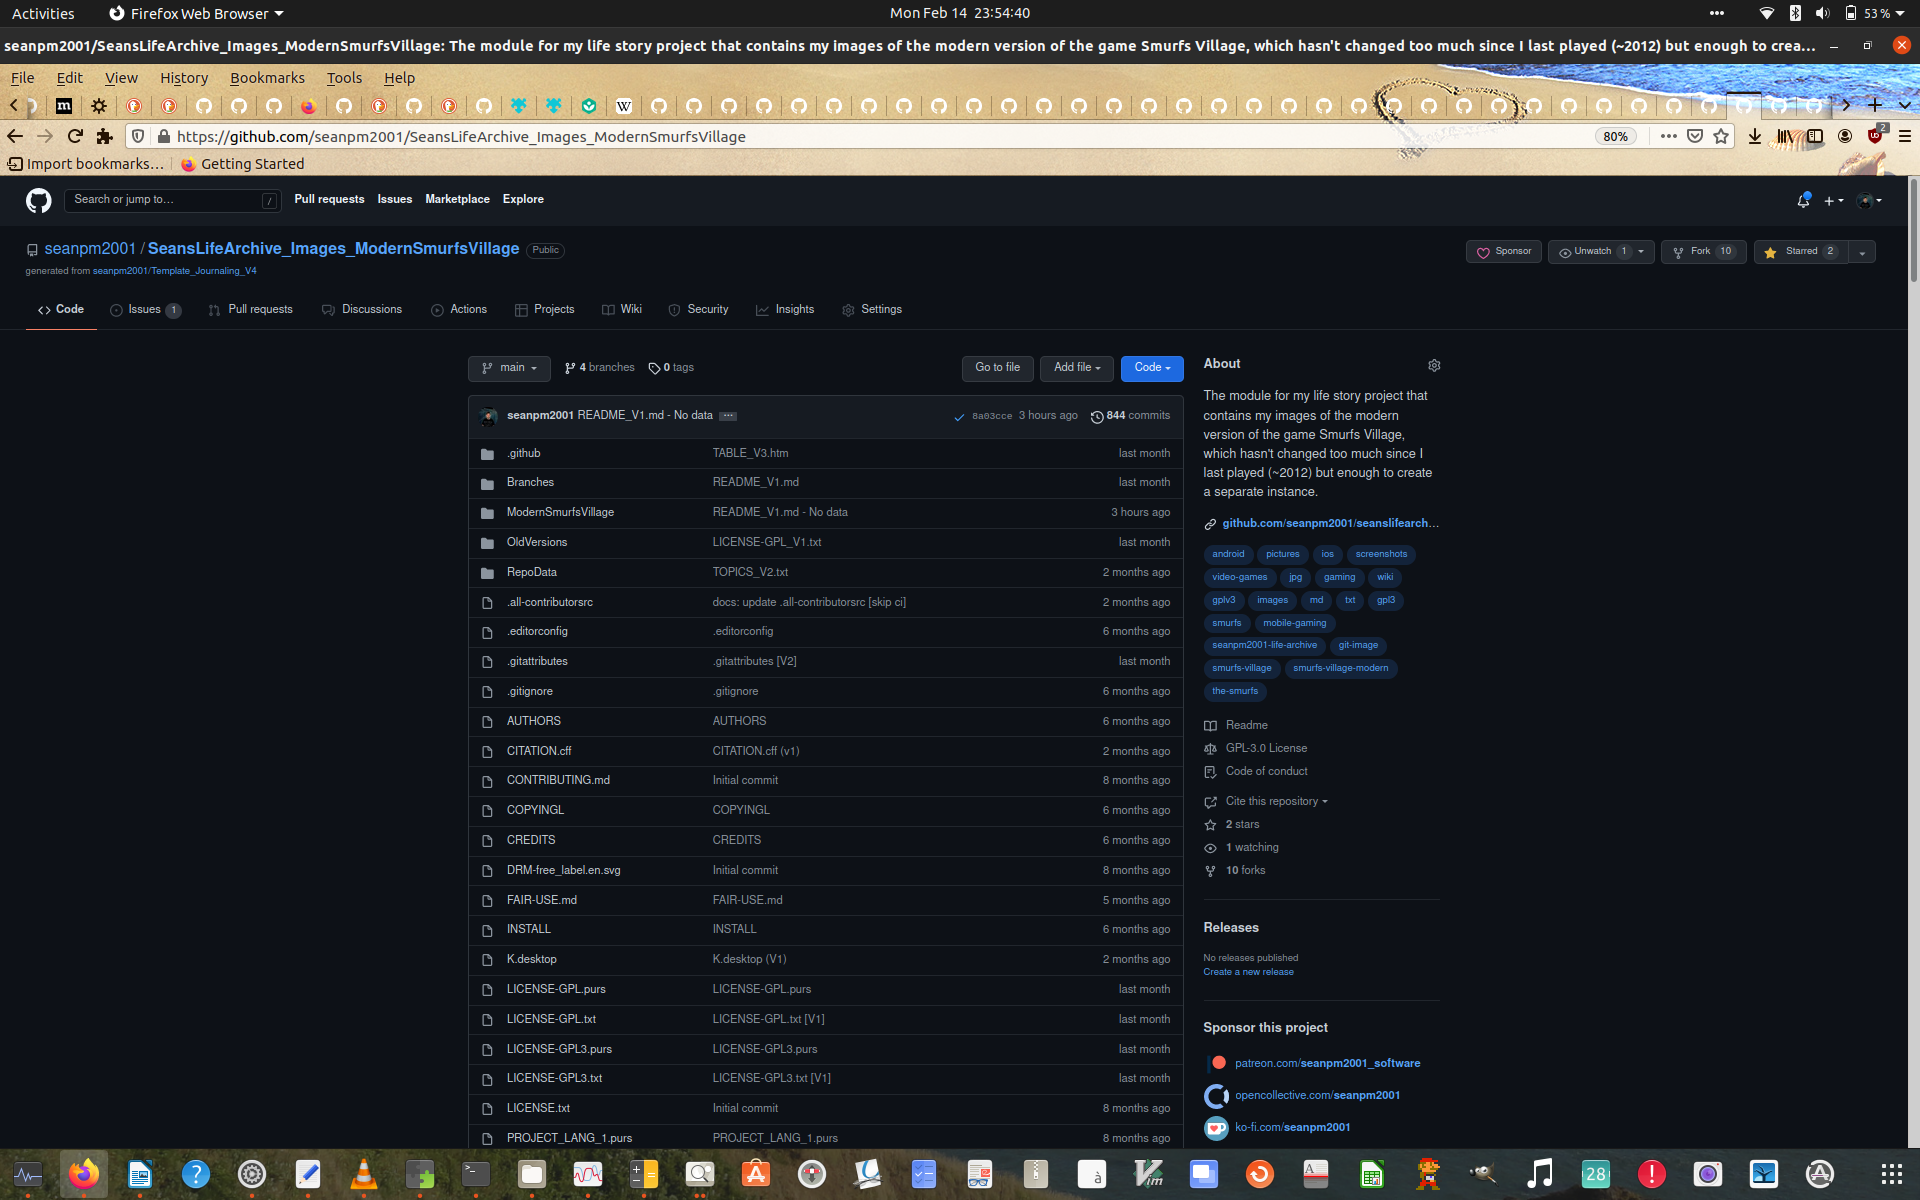 Activities Firefox Web Browser Mon Feb 14 23:54:40 53 %
seanpm2001/SeansLifeArchive_Images_ModernSmurfsVillage: The module for my life story project that contains my images of the modern version of the game Smurfs Village, which hasn't changed too much since I last played (~2012) but enough to crea...
File Edit View History Bookmarks Tools Help
https://github.com/seanpm2001/SeansLifeArchive_Images_ModernSmurfsVillage 80% 2
Import bookmarks... Getting Started
Search or jump to... / Pull requests Issues Marketplace Explore
seanpm2001 / SeansLifeArchive_Images_ModernSmurfsVillage Public
Sponsor Unwatch 1 Fork 10 Starred 2
generated from seanpm2001/Template_Journaling_V4
Code Issues 1 Pull requests Discussions Actions Projects Wiki Security Insights Settings
main 4 branches 0 tags Go to file Add file Code
seanpm2001 README_V1.md - No data 8a03cce 3 hours ago 844 commits
.github TABLE_V3.htm last month
Branches README_V1.md last month
ModernSmurfsVillage README_V1.md - No data 3 hours ago
OldVersions LICENSE-GPL_V1.txt last month
RepoData TOPICS_V2.txt 2 months ago
.all-contributorsrc docs: update .all-contributorsrc [skip ci] 2 months ago
.editorconfig .editorconfig 6 months ago
.gitattributes .gitattributes [V2] last month
.gitignore .gitignore 6 months ago
AUTHORS AUTHORS 6 months ago
CITATION.cff CITATION.cff (v1) 2 months ago
CONTRIBUTING.md Initial commit 8 months ago
COPYINGL COPYINGL 6 months ago
CREDITS CREDITS 6 months ago
DRM-free_label.en.svg Initial commit 8 months ago
FAIR-USE.md FAIR-USE.md 5 months ago
INSTALL INSTALL 6 months ago
K.desktop K.desktop (V1) 2 months ago
LICENSE-GPL.purs LICENSE-GPL.purs last month
LICENSE-GPL.txt LICENSE-GPL.txt [V1] last month
LICENSE-GPL3.purs LICENSE-GPL3.purs last month
LICENSE-GPL3.txt LICENSE-GPL3.txt [V1] last month
LICENSE.txt Initial commit 8 months ago
PROJECT_LANG_1.purs PROJECT_LANG_1.purs 8 months ago
About
The module for my life story project that
contains my images of the modern
version of the game Smurfs Village,
which hasn't changed too much since I
last played (~2012) but enough to create
a separate instance.
github.com/seanpm2001/seanslifearch...
android pictures ios screenshots
video-games jpg gaming wiki
gplv3 images md txt gpl3
smurfs mobile-gaming
seanpm2001-life-archive git-image
smurfs-village smurfs-village-modern
the-smurfs
Readme
GPL-3.0 License
Code of conduct
Cite this repository
2 stars
1 watching
10 forks
Releases
No releases published
Create a new release
Sponsor this project
patreon.com/seanpm2001_software
opencollective.com/seanpm2001
ko-fi.com/seanpm2001
28